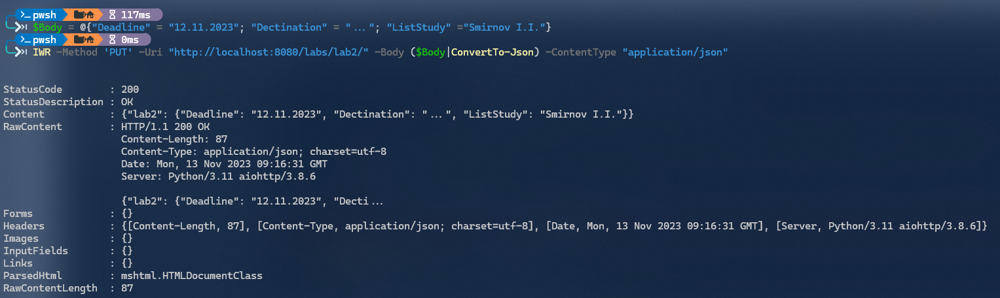 pwsh 117ms
$Body = @{"Deadline" = "12.11.2023"; "Dectination" = "..."; "ListStudy" ="Smirnov I.I."}
pwsh 0ms
IWR -Method 'PUT' -Uri "http://localhost:8080/labs/lab2/" -Body ($Body|ConvertTo-Json) -ContentType "application/json"
StatusCode : 200
StatusDescription : OK
Content : {"lab2": {"Deadline": "12.11.2023", "Dectination": "...", "ListStudy": "Smirnov I.I."}}
RawContent : HTTP/1.1 200 OK
Content-Length: 87
Content-Type: application/json; charset=utf-8
Date: Mon, 13 Nov 2023 09:16:31 GMT
Server: Python/3.11 aiohttp/3.8.6
{"lab2": {"Deadline": "12.11.2023", "Decti...
Forms : {}
Headers : {[Content-Length, 87], [Content-Type, application/json; charset=utf-8], [Date, Mon, 13 Nov 2023 09:16:31 GMT], [Server, Python/3.11 aiohttp/3.8.6]}
Images : {}
InputFields : {}
Links : {}
ParsedHtml : mshtml.HTMLDocumentClass
RawContentLength : 87